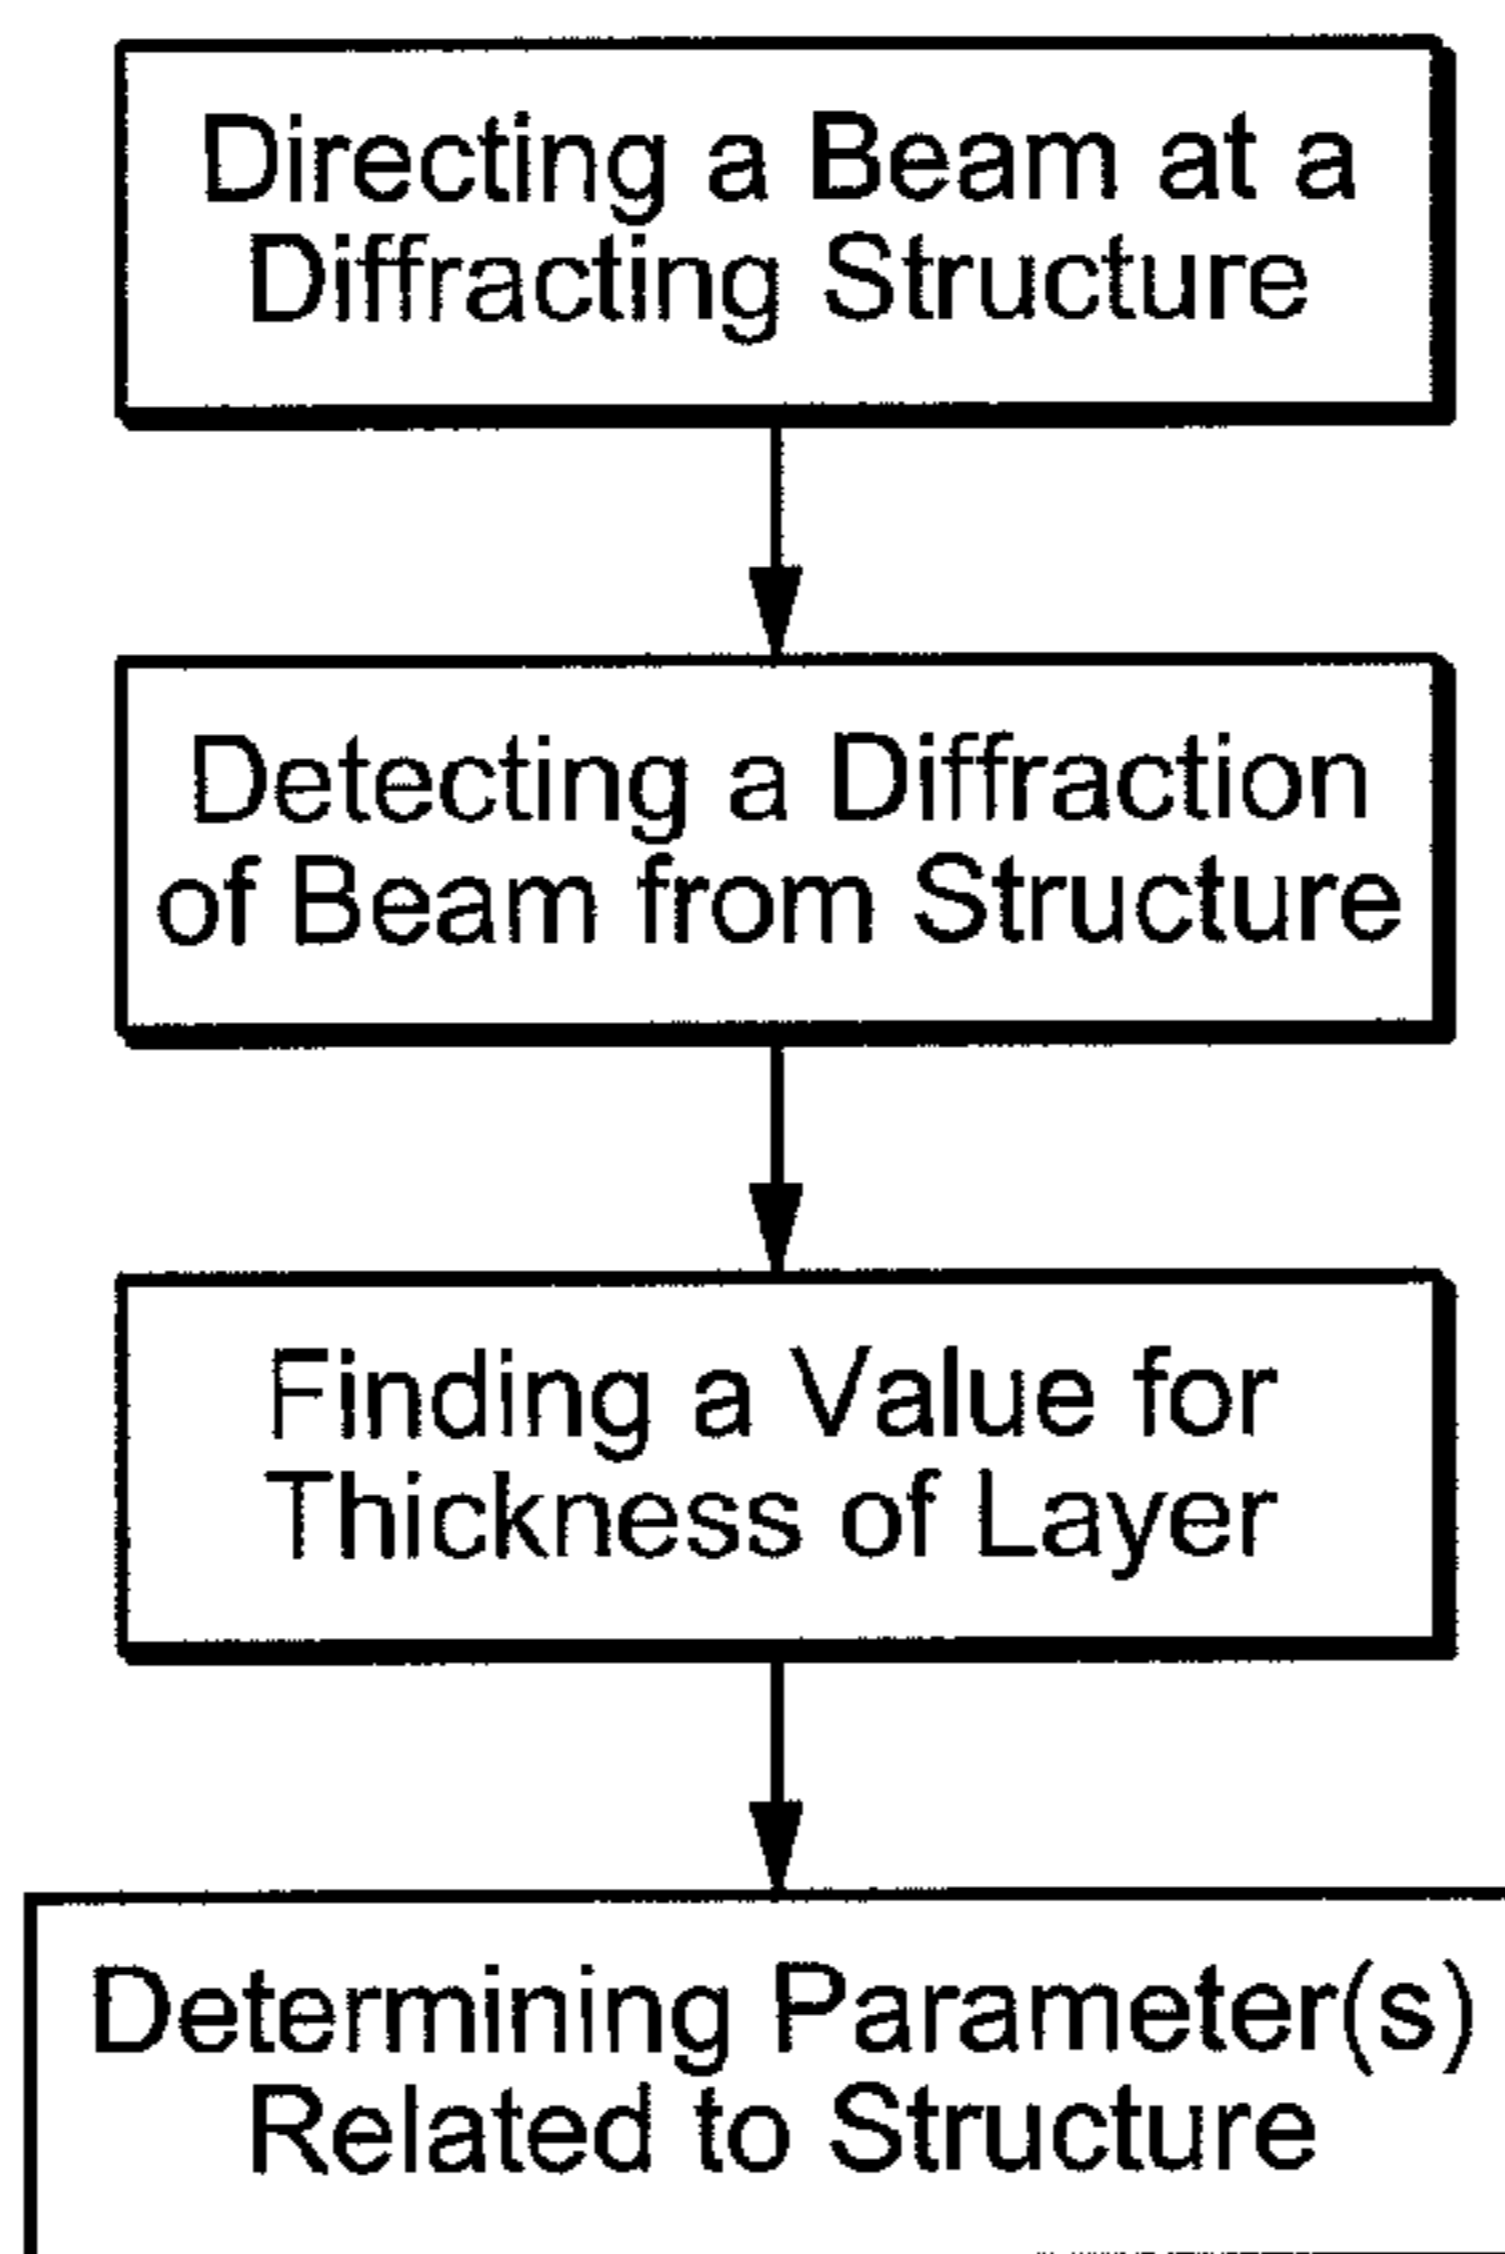 Directing a Beam at a
Diffracting Structure
Detecting a Diffraction
of Beam from Structure
Finding a Value for
Thickness of Layer
Determining Parameter(s)
Related to Structure